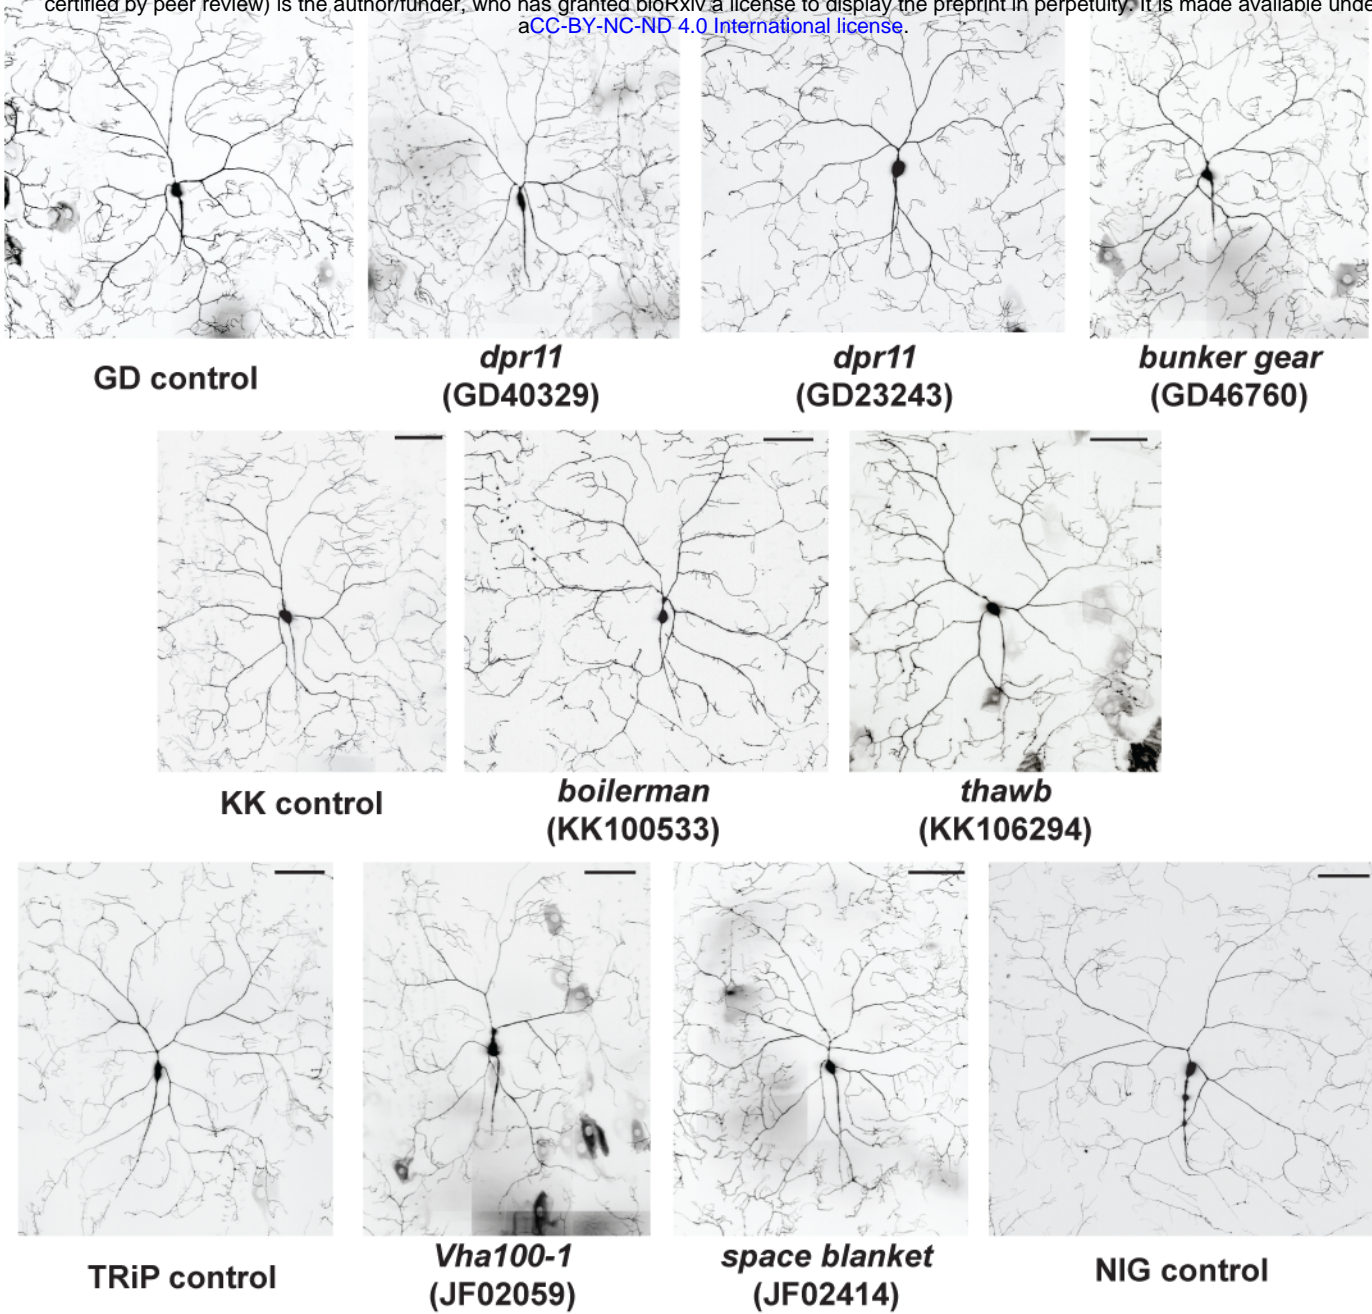 certified by peer review) is the author/funder, who has granted bioRxiv a license to display the preprint in perpetuity. It is made available unde
aCC-BY-NC-ND 4.0 International license.
GD control
dpr11
(GD40329)
dpr11
(GD23243)
bunker gear
(GD46760)
KK control
boilerman
(KK100533)
thawb
(KK106294)
TRiP control
Vha100-1
(JF02059)
space blanket
(JF02414)
NIG control